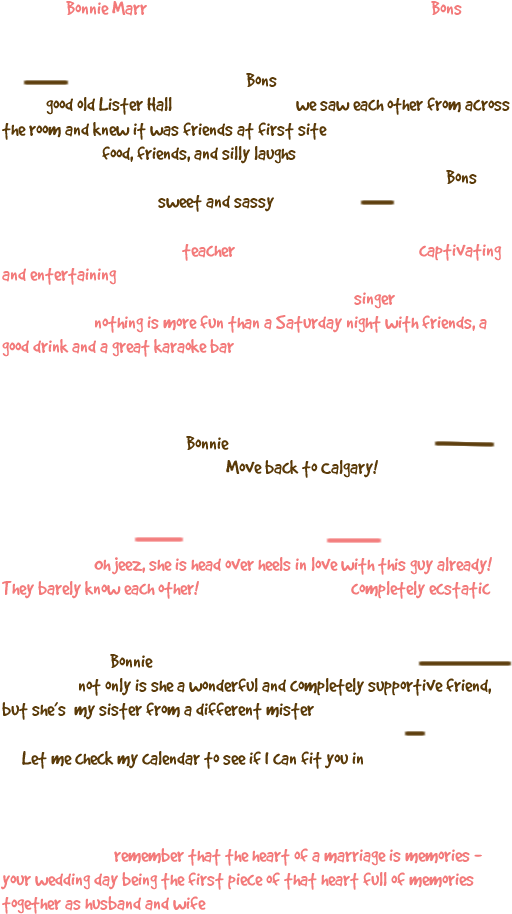 Bonnie Marr Bons
Bons
good old Lister Hall we saw each other from across
the room and knew it was friends at first site
food, friends, and silly laughs
Bons
sweet and sassy
teacher captivating
and entertaining
singer
nothing is more fun than a Saturday night with friends, a
good drink and a great karaoke bar
Bonnie
Move back to Calgary!
Oh jeez, she is head over heels in love with this guy already!
They barely know each other! Completely ecstatic
Bonnie
not only is she a wonderful and completely supportive friend,
but she's my sister from a different mister
Let me check my calendar to see if I can fit you in
remember that the heart of a marriage is memories -
your wedding day being the first piece of that heart full of memories
together as husband and wife